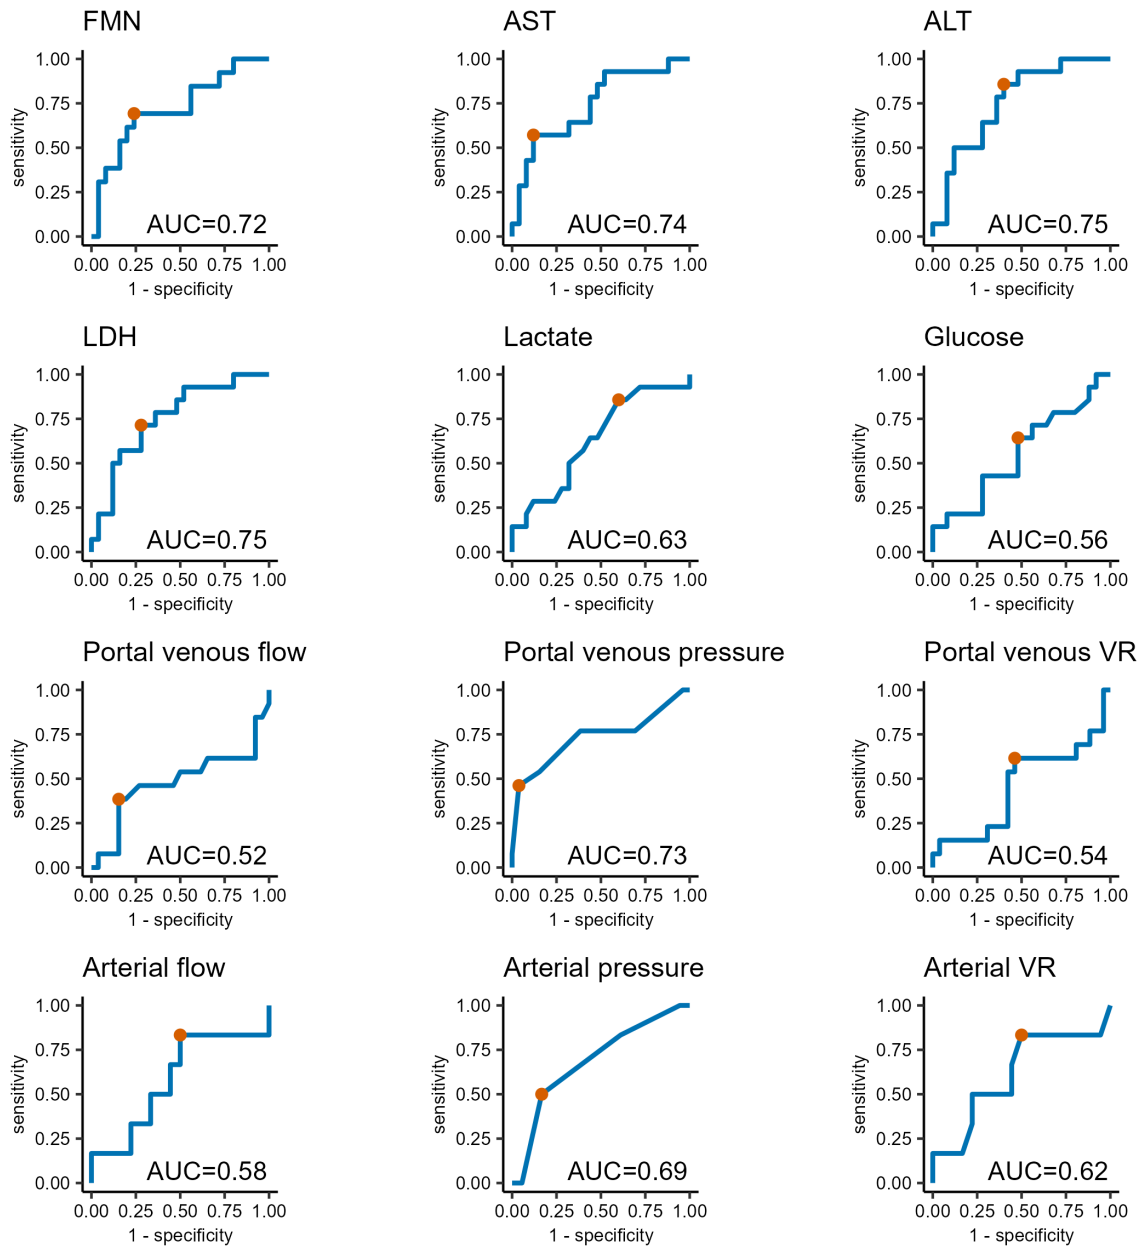 FMN
AST
ALT
1.00
0.75
0.50
0.25
0.00
sensitivity
AUC=0.72
0.00 0.25 0.50 0.75 1.00
1 - specificity
1.00
0.75
0.50
0.25
0.00
sensitivity
AUC=0.74
0.00 0.25 0.50 0.75 1.00
1 - specificity
1.00
0.75
0.50
0.25
0.00
sensitivity
AUC=0.75
0.00 0.25 0.50 0.75 1.00
1 - specificity
LDH
Lactate
Glucose
1.00
0.75
0.50
0.25
0.00
sensitivity
AUC=0.75
0.00 0.25 0.50 0.75 1.00
1 - specificity
1.00
0.75
0.50
0.25
0.00
sensitivity
AUC=0.63
0.00 0.25 0.50 0.75 1.00
1 - specificity
1.00
0.75
0.50
0.25
0.00
sensitivity
AUC=0.56
0.00 0.25 0.50 0.75 1.00
1 - specificity
Portal venous flow
Portal venous pressure
Portal venous VR
1.00
0.75
0.50
0.25
0.00
sensitivity
AUC=0.52
0.00 0.25 0.50 0.75 1.00
1 - specificity
1.00
0.75
0.50
0.25
0.00
sensitivity
AUC=0.73
0.00 0.25 0.50 0.75 1.00
1 - specificity
1.00
0.75
0.50
0.25
0.00
sensitivity
AUC=0.54
0.00 0.25 0.50 0.75 1.00
1 - specificity
Arterial flow
Arterial pressure
Arterial VR
1.00
0.75
0.50
0.25
0.00
sensitivity
AUC=0.58
0.00 0.25 0.50 0.75 1.00
1 - specificity
1.00
0.75
0.50
0.25
0.00
sensitivity
AUC=0.69
0.00 0.25 0.50 0.75 1.00
1 - specificity
1.00
0.75
0.50
0.25
0.00
sensitivity
AUC=0.62
0.00 0.25 0.50 0.75 1.00
1 - specificity